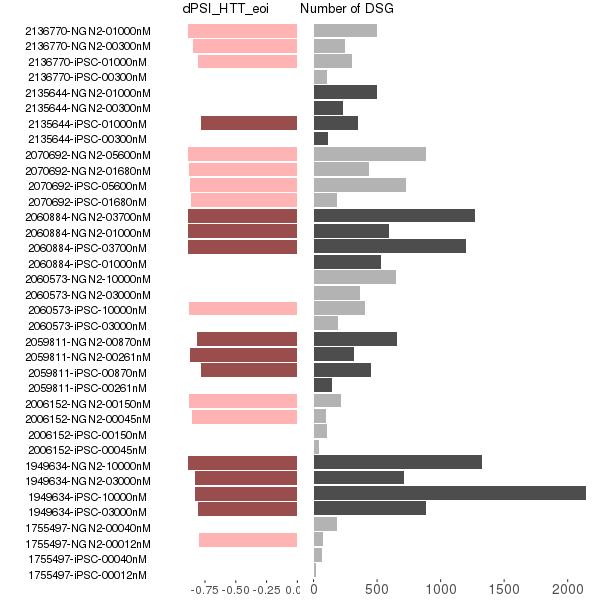 dPSI_HTT_eoi Number of DSG
2136770-NGN2-01000nM
2136770-NGN2-00300nM
2136770-iPSC-01000nM
2136770-iPSC-00300nM
2135644-NGN2-01000nM
2135644-NGN2-00300nM
2135644-iPSC-01000nM
2135644-iPSC-00300nM
2070692-NGN2-05600nM
2070692-NGN2-01680nM
2070692-iPSC-05600nM
2070692-iPSC-01680nM
2060884-NGN2-03700nM
2060884-NGN2-01000nM
2060884-iPSC-03700nM
2060884-iPSC-01000nM
2060573-NGN2-10000nM
2060573-NGN2-03000nM
2060573-iPSC-10000nM
2060573-iPSC-03000nM
2059811-NGN2-00870nM
2059811-NGN2-00261nM
2059811-iPSC-00870nM
2059811-iPSC-00261nM
2006152-NGN2-00150nM
2006152-NGN2-00045nM
2006152-iPSC-00150nM
2006152-iPSC-00045nM
1949634-NGN2-10000nM
1949634-NGN2-03000nM
1949634-iPSC-10000nM
1949634-iPSC-03000nM
1755497-NGN2-00040nM
1755497-NGN2-00012nM
1755497-iPSC-00040nM
1755497-iPSC-00012nM
-0.75 -0.50 -0.25 0.0 0 500 1000 1500 2000